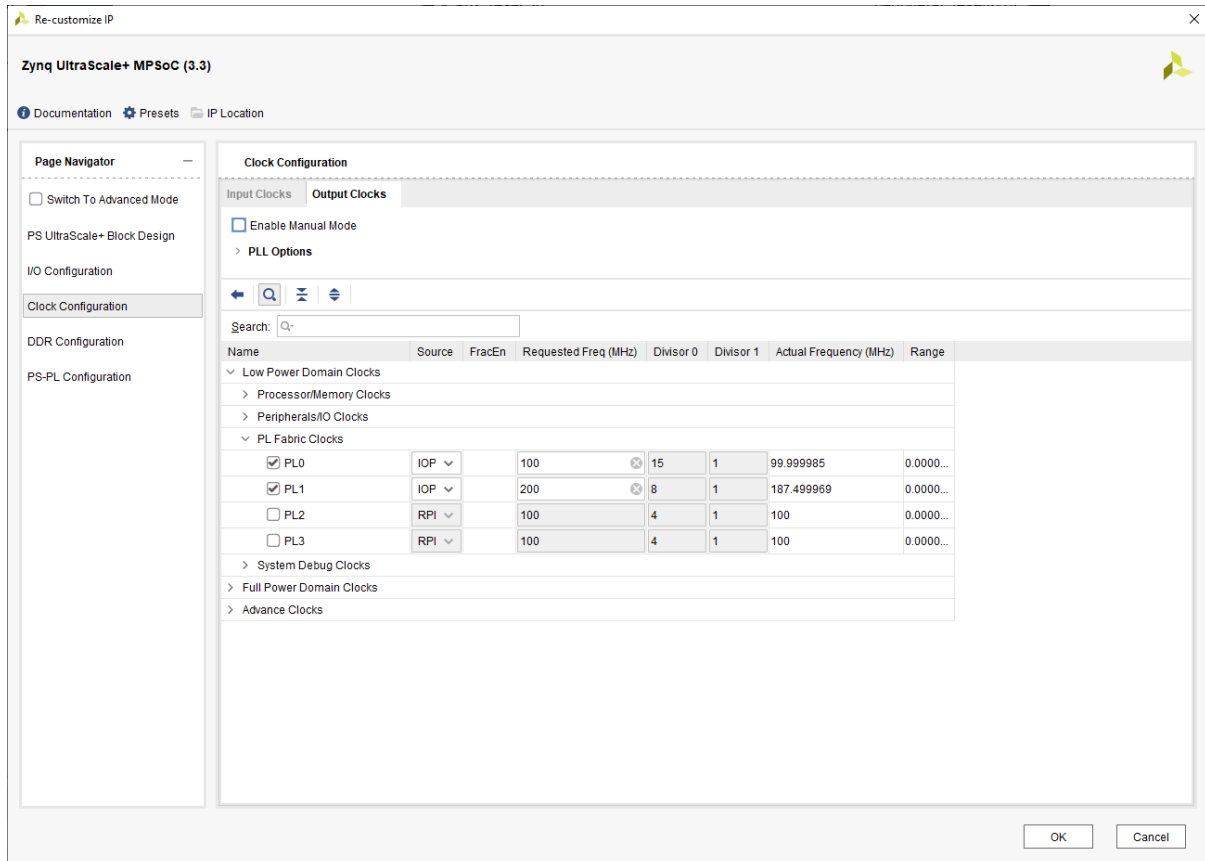 Re-customize IP
Zynq UltraScale+ MPSoC (3.3)
Documentation Presets IP Location
Page Navigator
Switch To Advanced Mode
PS UltraScale+ Block Design
I/O Configuration
Clock Configuration
DDR Configuration
PS-PL Configuration
Clock Configuration
Input Clocks Output Clocks
Enable Manual Mode
PLL Options
Search:
Name Source FracEn Requested Freq (MHz) Divisor 0 Divisor 1 Actual Frequency (MHz) Range
Low Power Domain Clocks
Processor/Memory Clocks
Peripherals/IO Clocks
PL Fabric Clocks
PL0 IOP 100 15 1 99.999985 0.0000...
PL1 IOP 200 8 1 187.499969 0.0000...
PL2 RPl 100 4 1 100 0.0000...
PL3 RPl 100 4 1 100 0.0000...
System Debug Clocks
Full Power Domain Clocks
Advance Clocks
OK Cancel